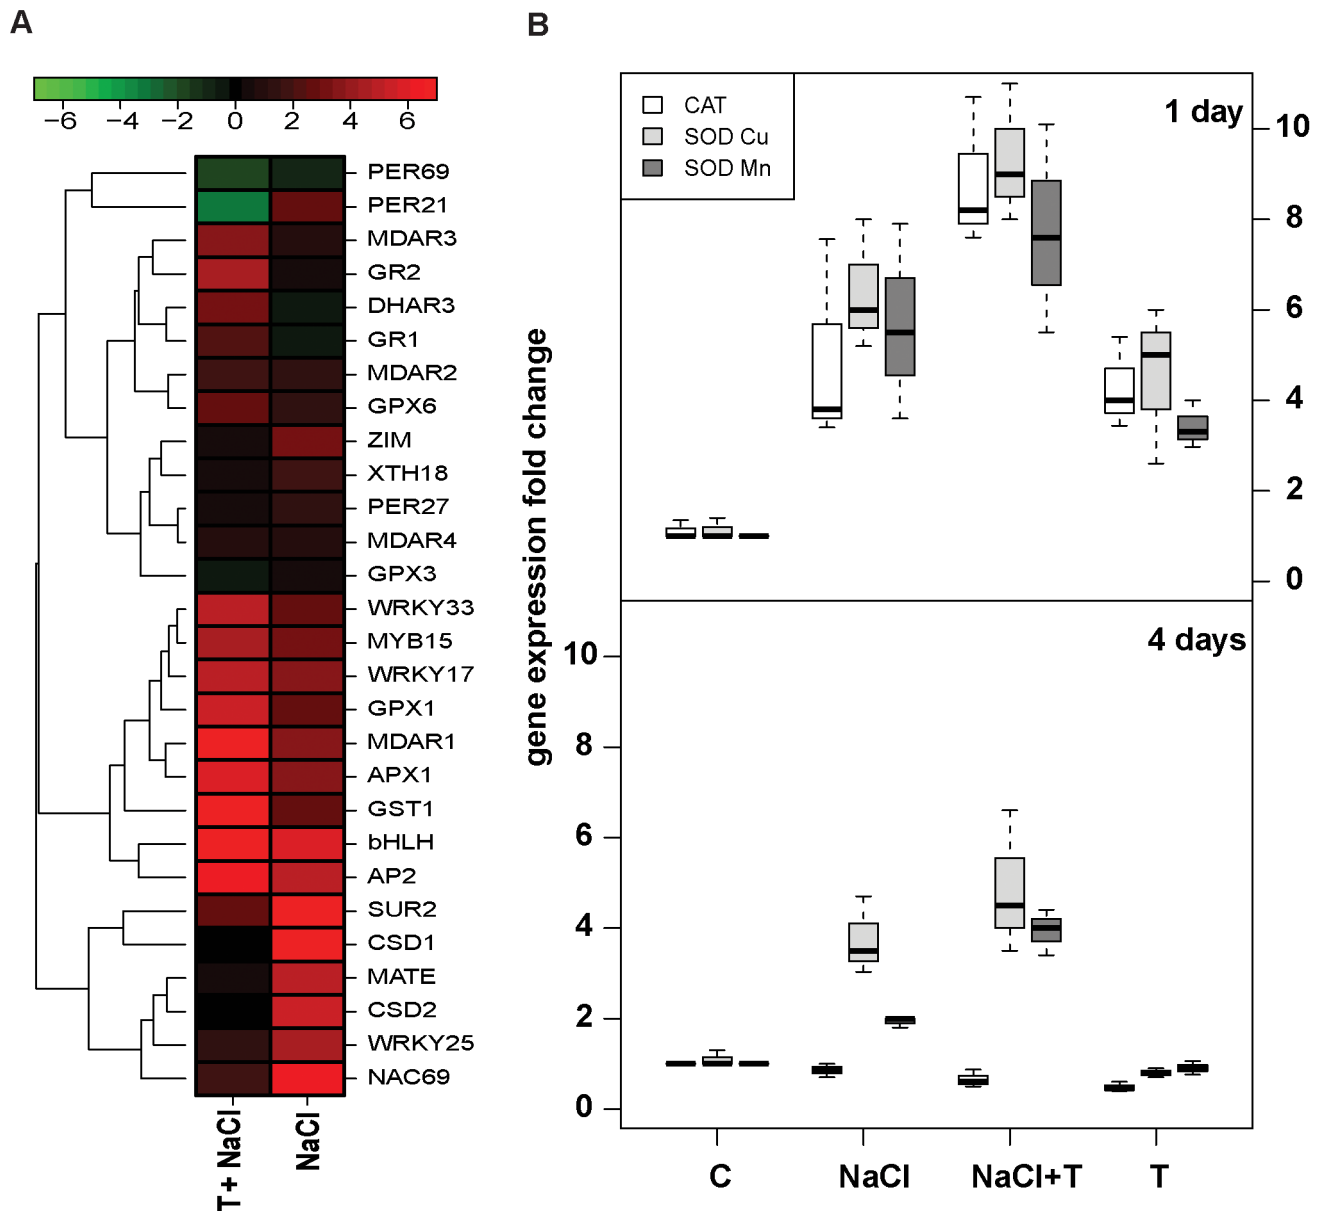 A
B
−6 −4 −2 0 2 4 6
PER69
PER21
MDAR3
GR2
DHAR3
GR1
MDAR2
GPX6
ZIM
XTH18
PER27
MDAR4
GPX3
WRKY33
MYB15
WRKY17
GPX1
MDAR1
APX1
GST1
bHLH
AP2
SUR2
CSD1
MATE
CSD2
WRKY25
NAC69
T+ NaCl
NaCl
gene expression fold change
CAT
SOD Cu
SOD Mn
1 day
10
8
6
4
2
0
4 days
10
8
6
4
2
0
C NaCl NaCl+T T